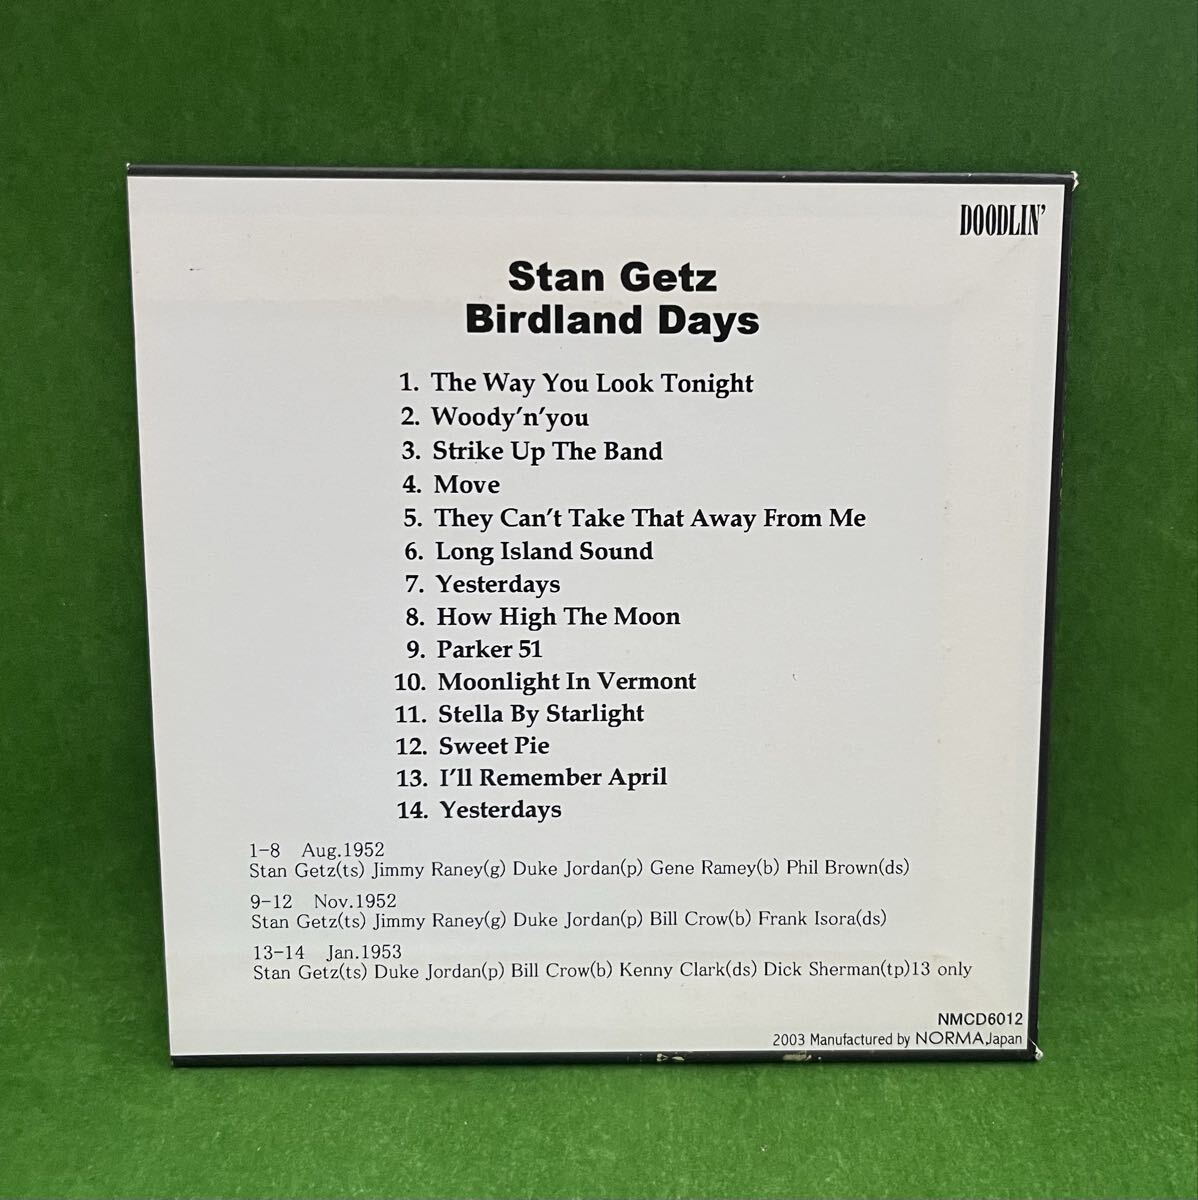 DOODLIN'
Stan Getz
Birdland Days
1. The Way You Look Tonight
2. Woody'n'you
3. Strike Up The Band
4. Move
5. They Can't Take That Away From Me
6. Long Island Sound
7. Yesterdays
8. How High The Moon
9. Parker 51
10. Moonlight In Vermont
11. Stella By Starlight
12. Sweet Pie
13. I'll Remember April
14. Yesterdays
1-8 Aug.1952
Stan Getz(ts) Jimmy Raney(g) Duke Jordan(p) Gene Ramey(b) Phil Brown(ds)
9-12 Nov.1952
Stan Getz(ts) Jimmy Raney(g) Duke Jordan(p) Bill Crow(b) Frank Isora(ds)
13-14 Jan.1953
Stan Getz(ts) Duke Jordan(p) Bill Crow(b) Kenny Clark(ds) Dick Sherman(tp)13 only
NMCD6012
2003 Manufactured by NORMA Japan